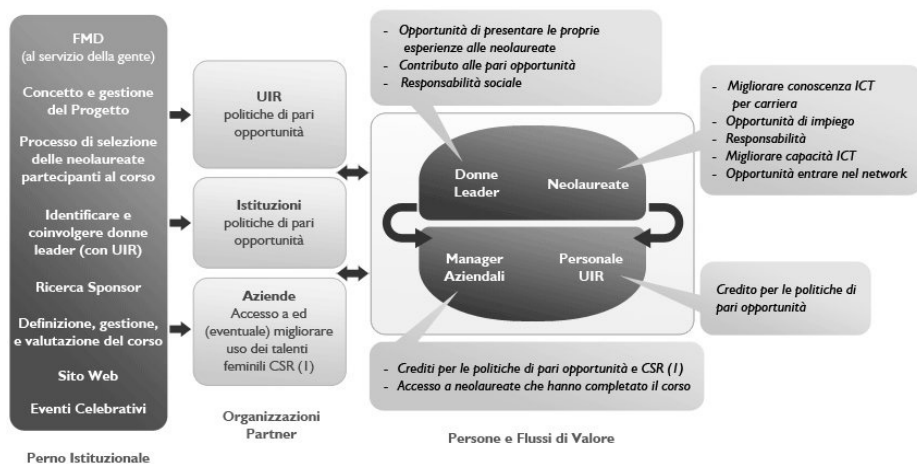 FMD
(al servizio della gente)
Concetto e gestione
del Progetto
Processo di selezione
delle neolaureate
partecipanti al corso
Identificare e
coinvolgere donne
leader (con UIR)
Ricerca Sponsor
Definizione, gestione,
e valutazione del corso
Sito Web
Eventi Celebrativi
Perno Istituzionale
UIR
politiche di pari
opportunità
Istituzioni
politiche di pari
opportunità
Aziende
Accesso a ed
(eventuale) migliorare
uso dei talenti
feminili CSR (1)
Organizzazioni
Partner
- Opportunità di presentare le proprie
esperienze alle neolaureate
- Contributo alle pari opportunità
- Responsabilità sociale
- Migliorare conoscenza ICT
per carriera
- Opportunità di impiego
- Responsabilità
- Migliorare capacità ICT
- Opportunità entrare nel network
Donne
Leader
Neolaureate
Manager
Aziendali
Personale
UIR
Credito per le politiche di
pari opportunità
- Crediti per le politiche di pari opportunità e CSR (1)
- Accesso a neolaureate che hanno completato il corso
Persone e Flussi di Valore